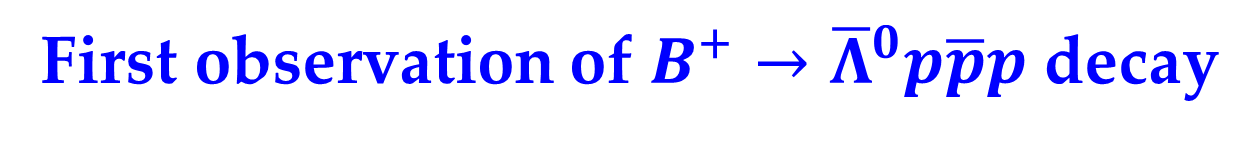 First observation of B⁺ → Λ̅⁰pp̅p decay